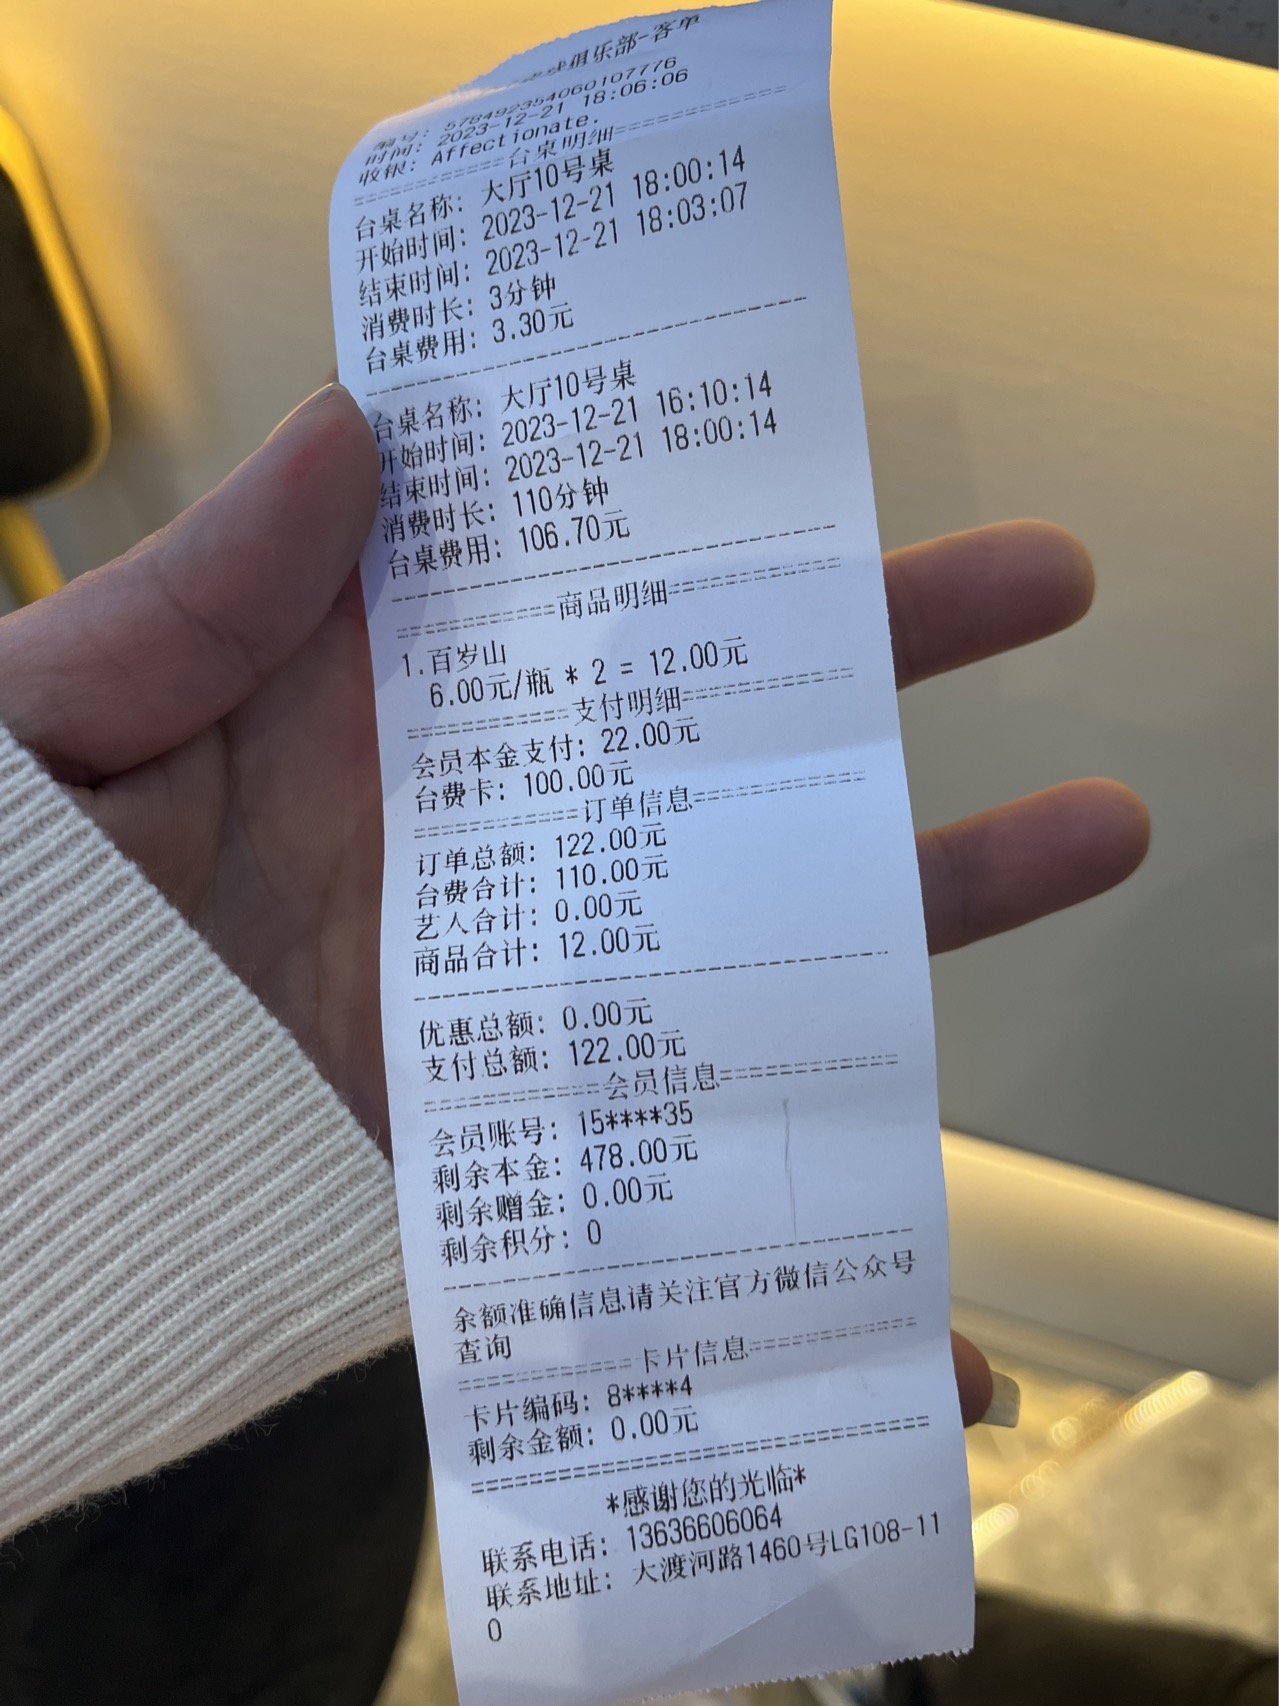 俱乐部-客单
编号: 578492354060107776
时间: 2023-12-21 18:06:06
收银: Affectionate.
==========台桌明细==========
台桌名称: 大厅10号桌
开始时间: 2023-12-21 18:00:14
结束时间: 2023-12-21 18:03:07
消费时长: 3分钟
台桌费用: 3.30元
台桌名称: 大厅10号桌
开始时间: 2023-12-21 16:10:14
结束时间: 2023-12-21 18:00:14
消费时长: 110分钟
台桌费用: 106.70元
==========商品明细==========
1.百岁山
6.00元/瓶 * 2 = 12.00元
==========支付明细==========
会员本金支付: 22.00元
台费卡: 100.00元
==========订单信息==========
订单总额: 122.00元
台费合计: 110.00元
艺人合计: 0.00元
商品合计: 12.00元
优惠总额: 0.00元
支付总额: 122.00元
==========会员信息==========
会员账号: 15****35
剩余本金: 478.00元
剩余赠金: 0.00元
剩余积分: 0
余额准确信息请关注官方微信公众号
查询
==========卡片信息==========
卡片编码: 8****4
剩余金额: 0.00元
*感谢您的光临*
联系电话: 13636606064
联系地址: 大渡河路1460号LG108-11
0